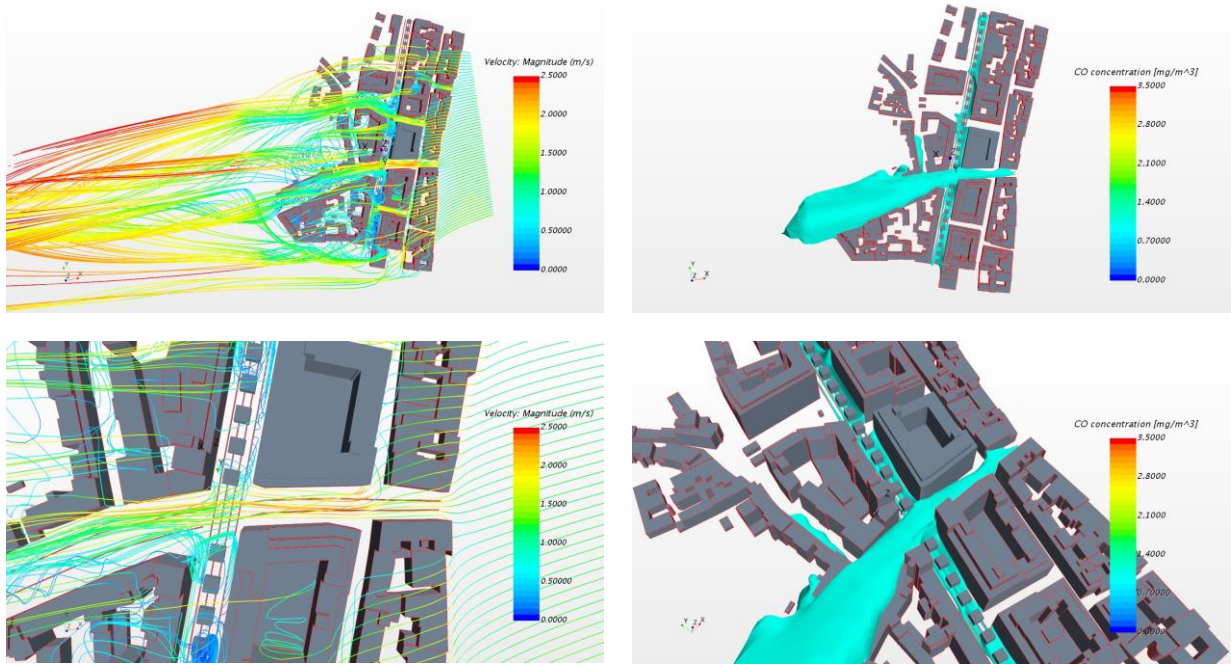 Velocity: Magnitude (m/s)
2.5000
2.0000
1.5000
1.0000
0.50000
0.0000
X
Z
Y
Z X
CO concentration [mg/m^3]
3.5000
2.8000
2.1000
1.4000
0.70000
0.0000
X
Y
Z X
Velocity: Magnitude (m/s)
2.5000
2.0000
1.5000
1.0000
0.50000
0.0000
CO concentration [mg/m^3]
3.5000
2.8000
2.1000
1.4000
0.70000
0.0000
Z
Y Z X